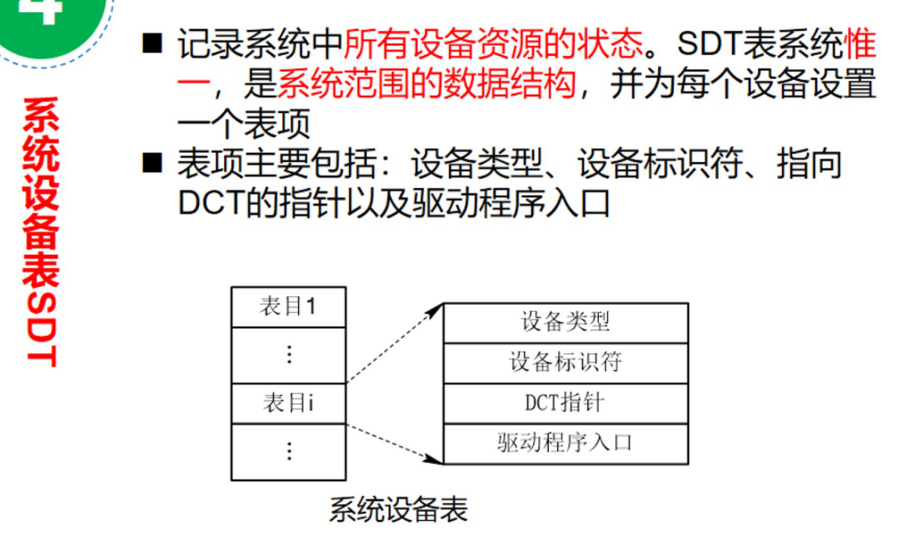 4
系统设备表SDT
■ 记录系统中所有设备资源的状态。SDT表系统惟
一，是系统范围的数据结构，并为每个设备设置
一个表项
■ 表项主要包括：设备类型、设备标识符、指向
DCT的指针以及驱动程序入口
表目1
⋮
表目i
⋮
设备类型
设备标识符
DCT指针
驱动程序入口
系统设备表